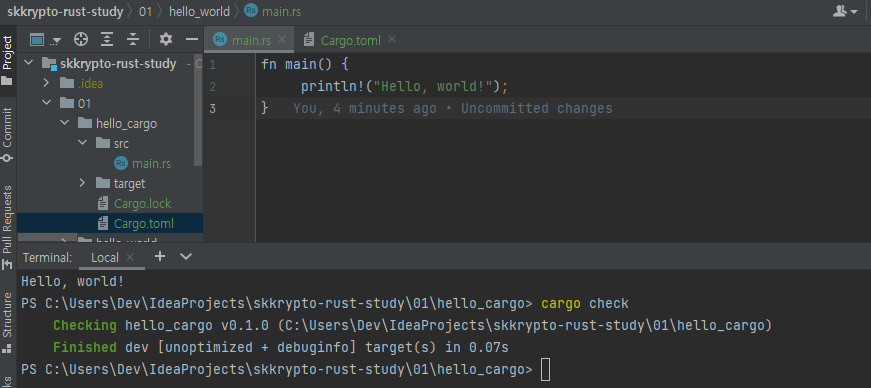 skkrypto-rust-study 01 hello_world main.rs
Project
Commit
Pull Requests
Structure
main.rs Cargo.toml
skkrypto-rust-study
.idea
01
hello_cargo
src
main.rs
target
Cargo.lock
Cargo.toml
1 fn main() {
2 println!("Hello, world!");
3 } You, 4 minutes ago • Uncommitted changes
Terminal: Local
Hello, world!
PS C:\Users\Dev\IdeaProjects\skkrypto-rust-study\01\hello_cargo> cargo check
Checking hello_cargo v0.1.0 (C:\Users\Dev\IdeaProjects\skkrypto-rust-study\01\hello_cargo)
Finished dev [unoptimized + debuginfo] target(s) in 0.07s
PS C:\Users\Dev\IdeaProjects\skkrypto-rust-study\01\hello_cargo>